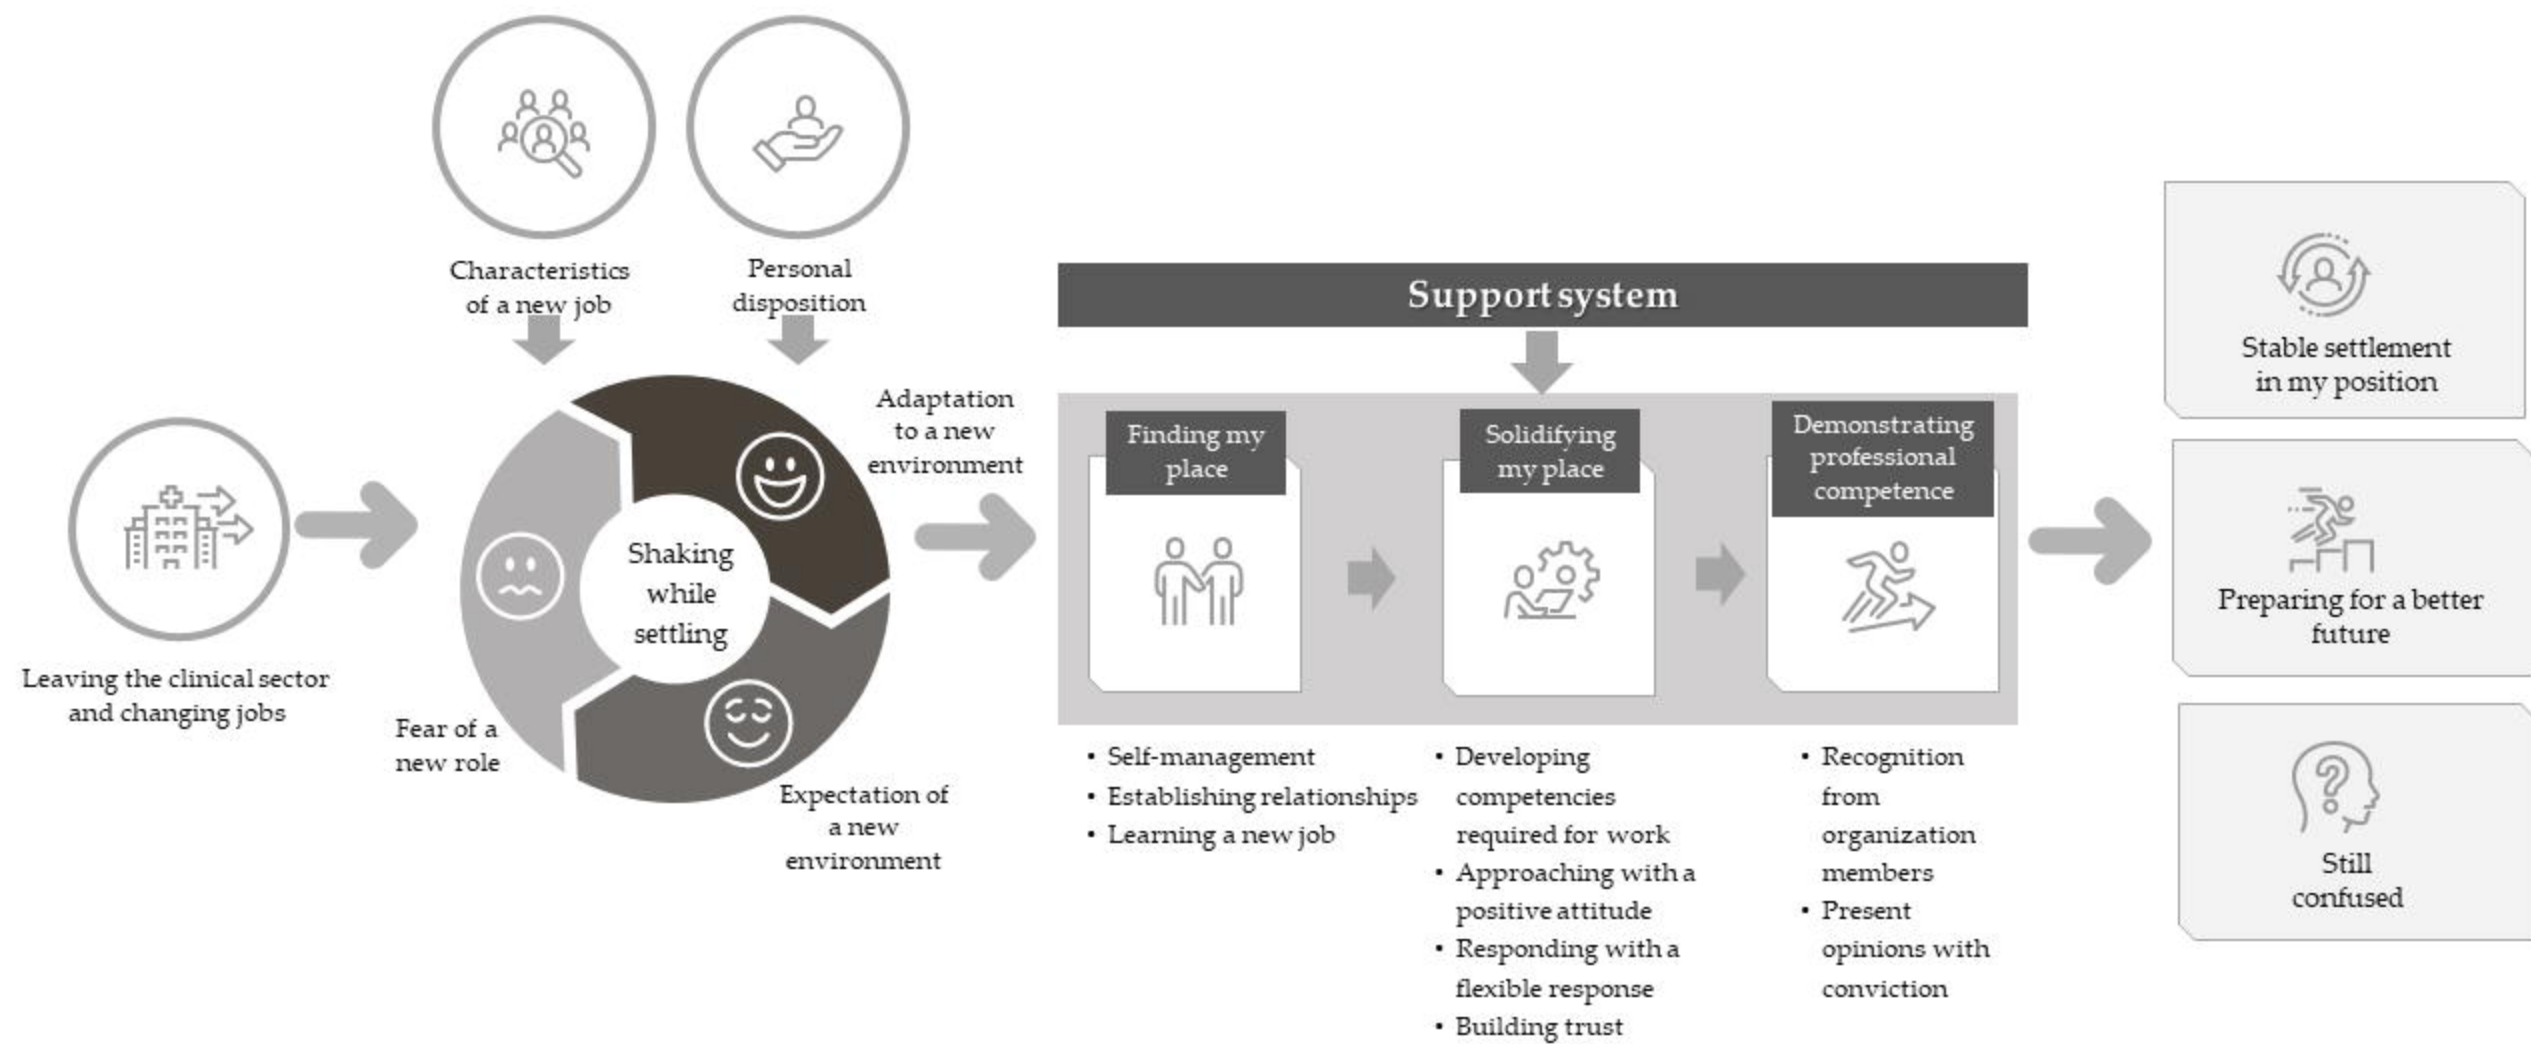 Characteristics
of a new job
Personal
disposition
Leaving the clinical sector
and changing jobs
Shaking
while
settling
Adaptation
to a new
environment
Fear of a
new role
Expectation of
a new
environment
Support system
Finding my
place
Solidifying
my place
Demonstrating
professional
competence
• Self-management
• Establishing relationships
• Learning a new job
• Developing
competencies
required for work
• Approaching with a
positive attitude
• Responding with a
flexible response
• Building trust
• Recognition
from
organization
members
• Present
opinions with
conviction
Stable settlement
in my position
Preparing for a better
future
Still
confused